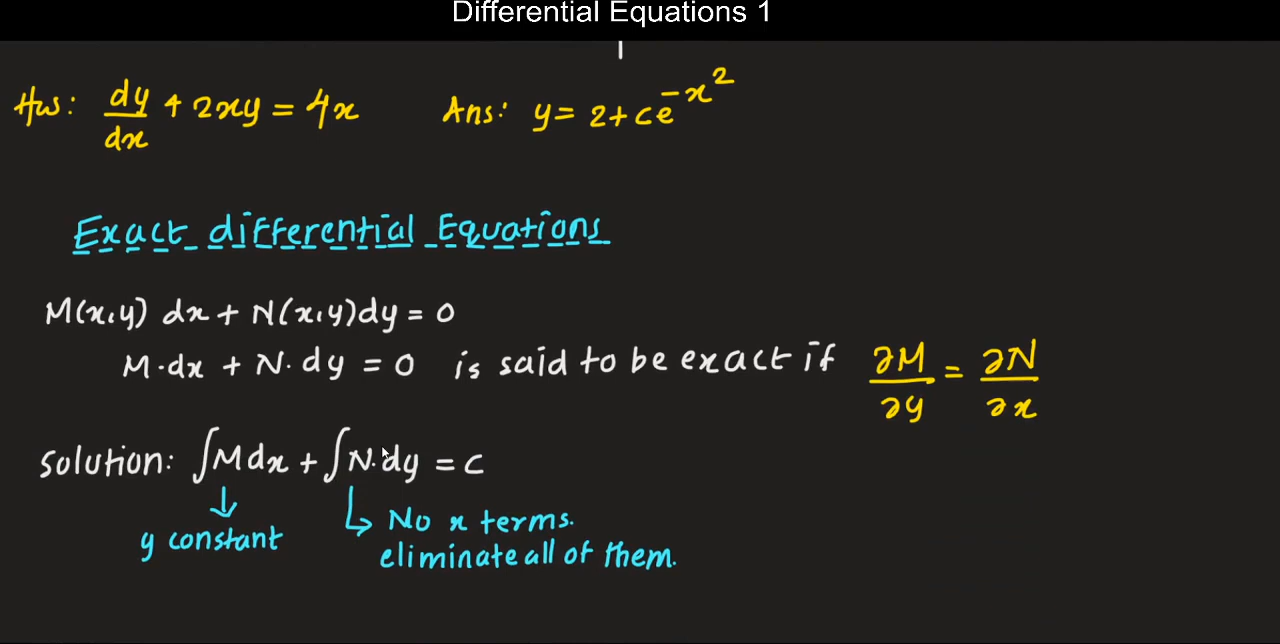 Differential Equations 1
Hw: dy/dx + 2xy = 4x Ans: y = 2 + ce^{-x^2}
Exact differential Equations
M(x,y) dx + N(x,y)dy = 0
M·dx + N·dy = 0 is said to be exact if ∂M/∂y = ∂N/∂x
Solution: ∫Mdx + ∫N·dy = c
y constant
No x terms.
eliminate all of them.